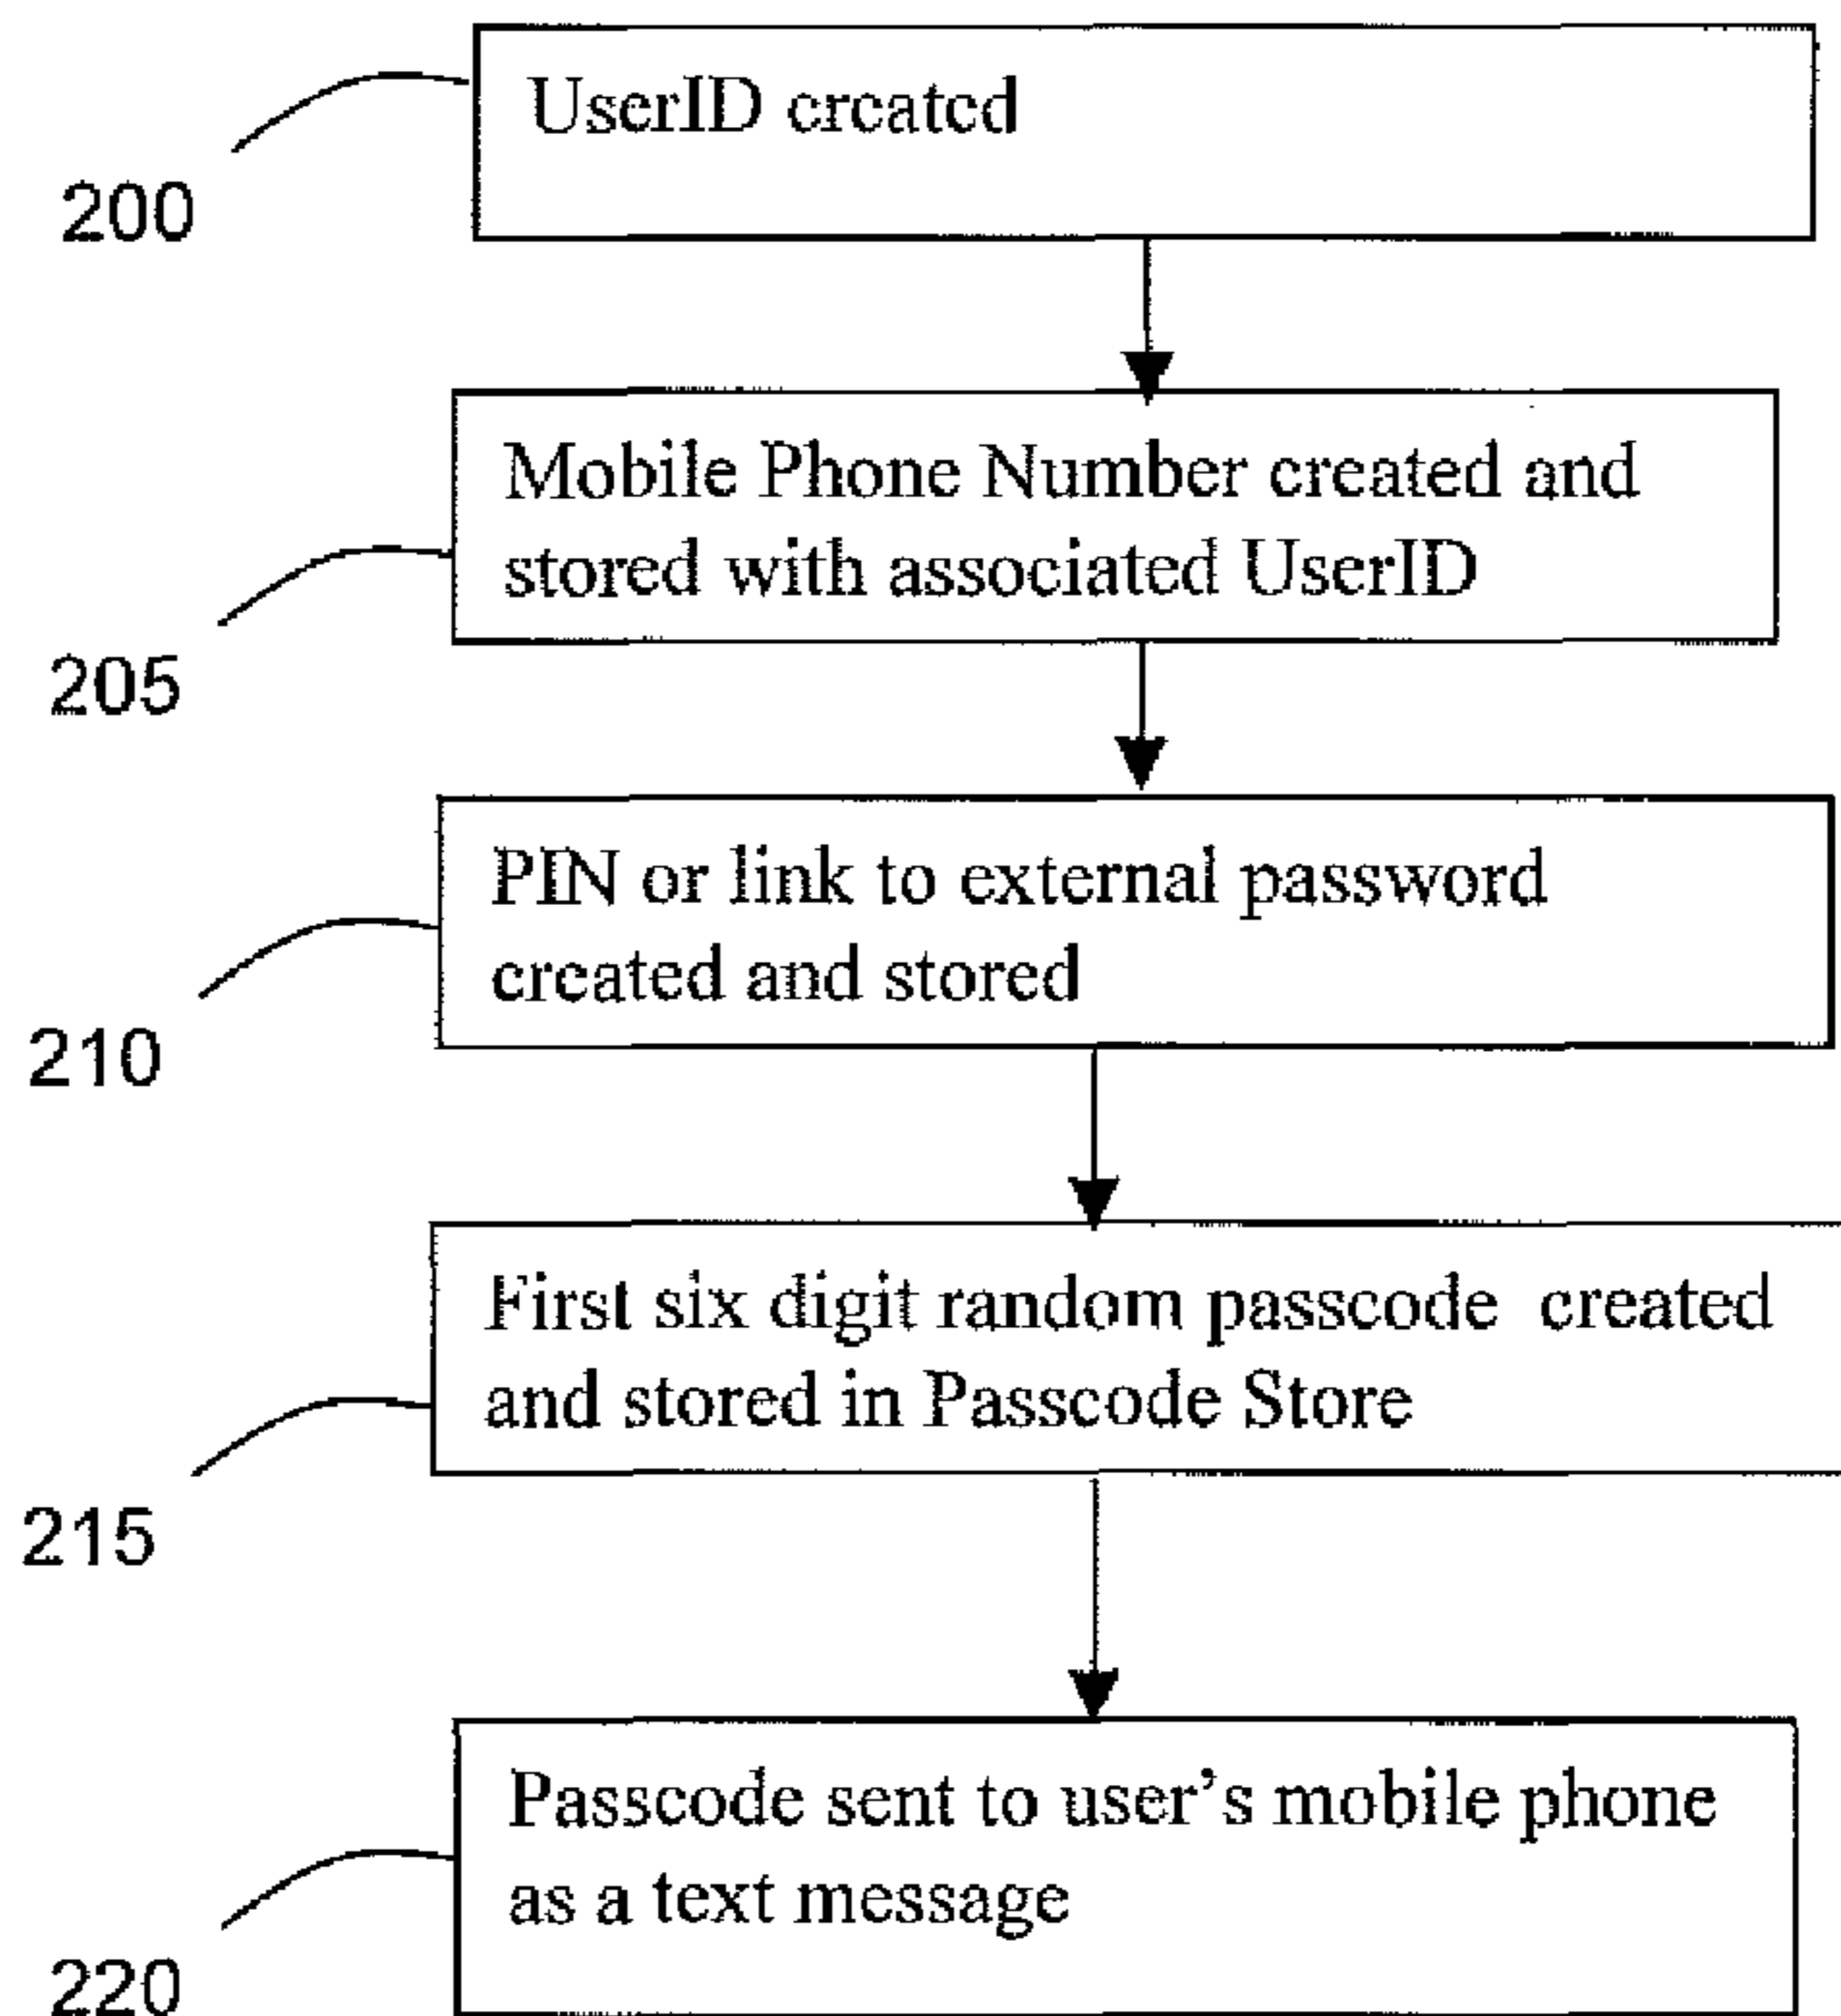 UserID created
200
Mobile Phone Number created and
stored with associated UserID
205
PIN or link to external password
created and stored
210
First six digit random passcode created
and stored in Passcode Store
215
Passcode sent to user's mobile phone
as a text message
220